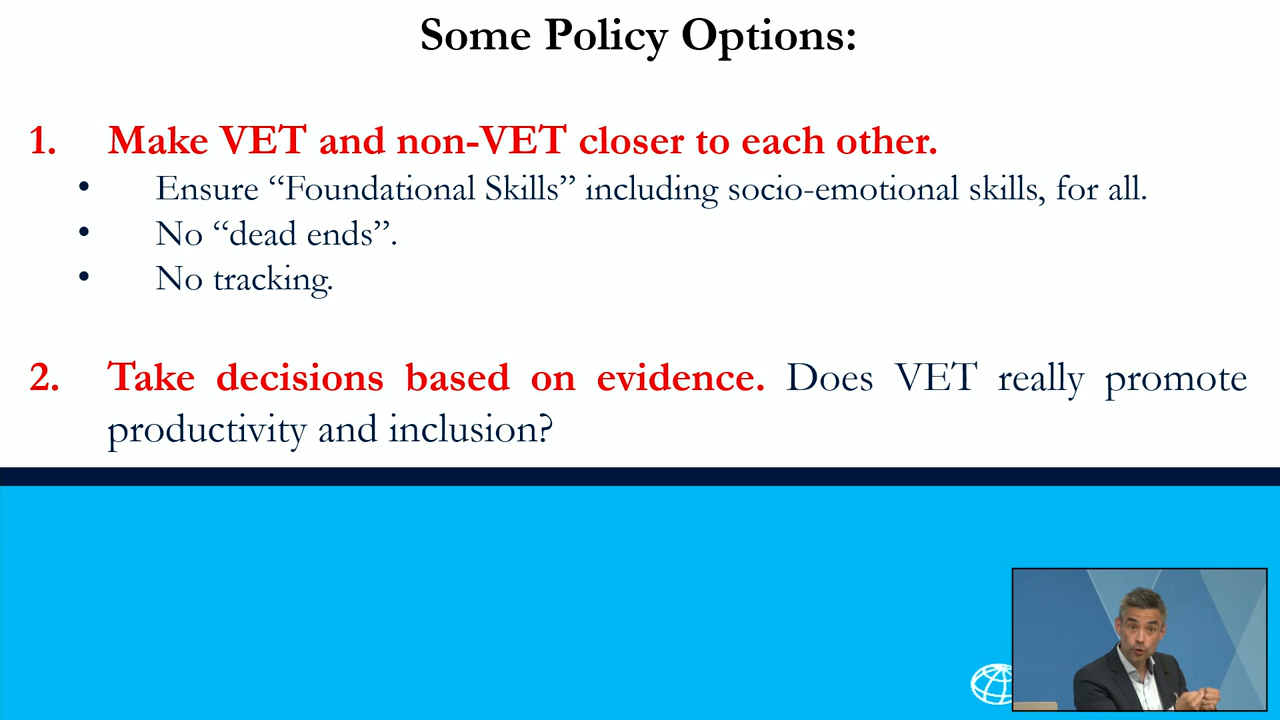 Some Policy Options:
1. Make VET and non-VET closer to each other.
• Ensure “Foundational Skills” including socio-emotional skills, for all.
• No “dead ends”.
• No tracking.
2. Take decisions based on evidence. Does VET really promote
productivity and inclusion?